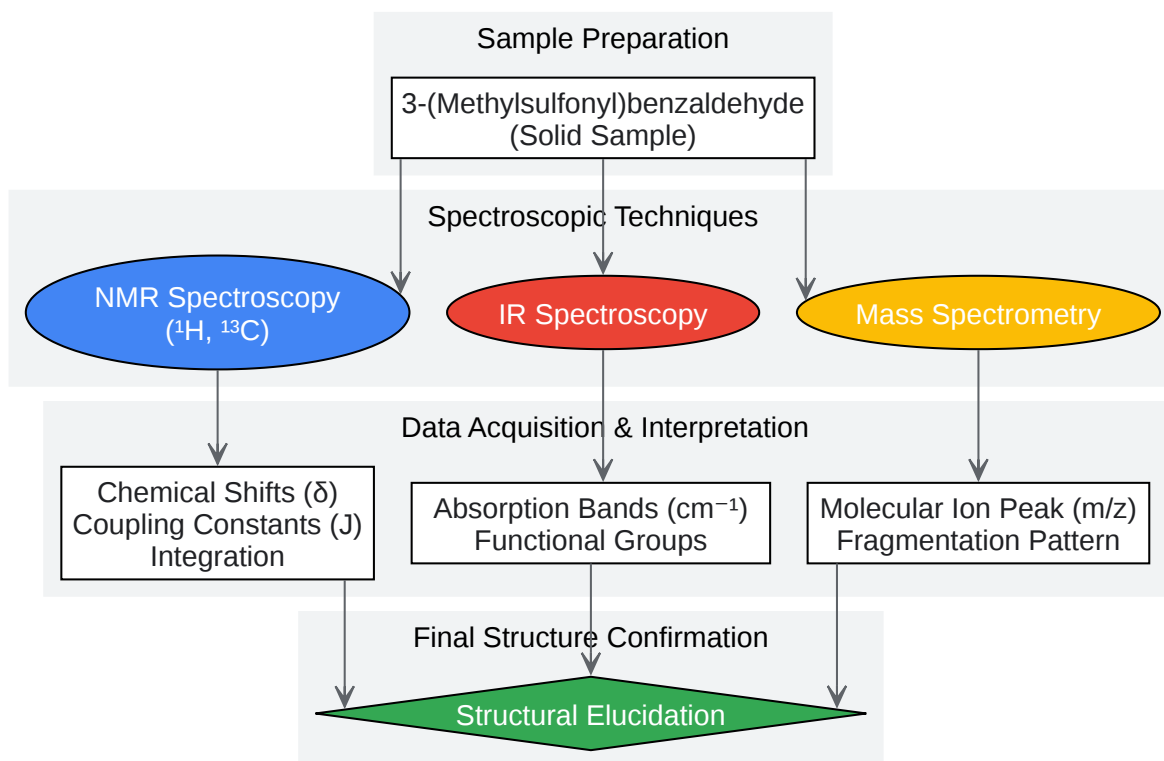 Sample Preparation
3-(Methylsulfonyl)benzaldehyde
(Solid Sample)
Spectroscopic Techniques
NMR Spectroscopy
(¹H, ¹³C)
IR Spectroscopy
Mass Spectrometry
Data Acquisition & Interpretation
Chemical Shifts (δ)
Coupling Constants (J)
Integration
Absorption Bands (cm⁻¹)
Functional Groups
Molecular Ion Peak (m/z)
Fragmentation Pattern
Final Structure Confirmation
Structural Elucidation